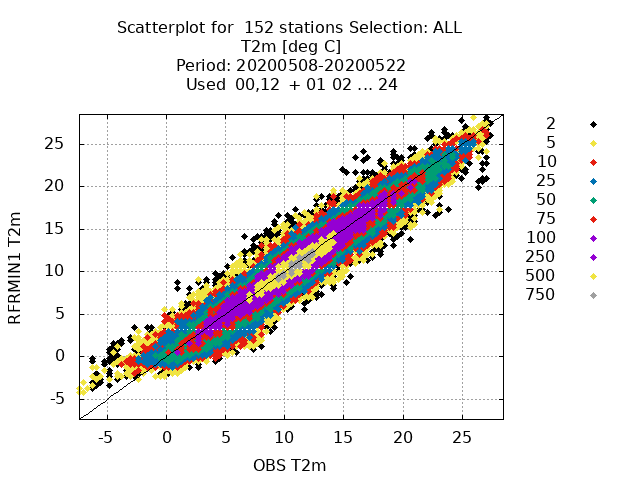 Scatterplot for  152 stations Selection: ALL
T2m [deg C]
Period: 20200508-20200522
Used  00,12  + 01 02 ... 24
RFRMIN1 T2m
25
20
15
10
5
0
-5
-5 0 5 10 15 20 25
OBS T2m
2
5
10
25
50
75
100
250
500
750